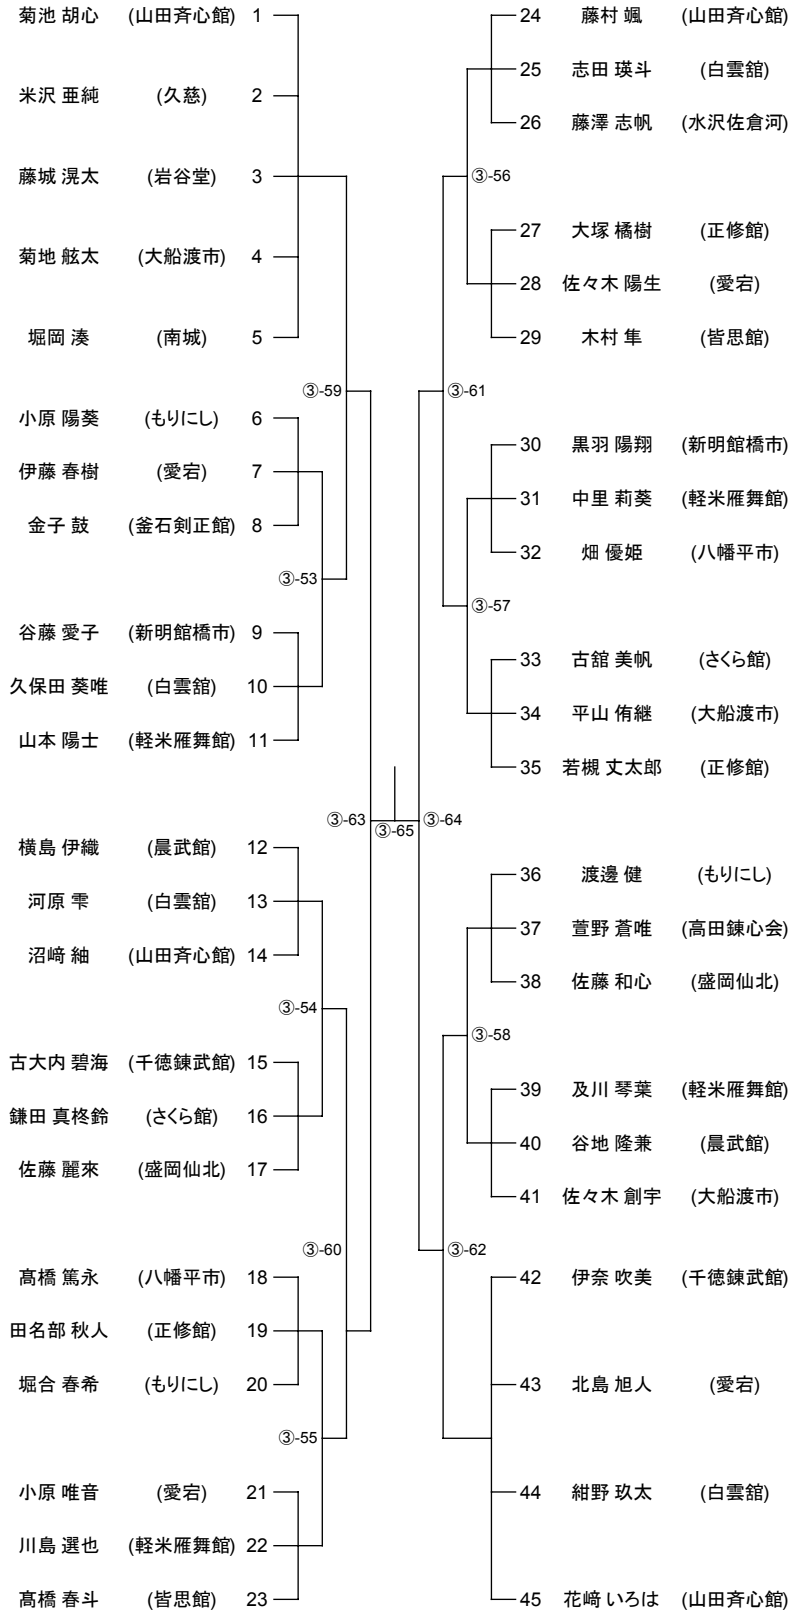 菊池 胡心 (山田斉心館) 1
米沢 亜純 (久慈) 2
藤城 滉太 (岩谷堂) 3
菊地 舷太 (大船渡市) 4
堀岡 湊 (南城) 5
③-59
小原 陽葵 (もりにし) 6
伊藤 春樹 (愛宕) 7
金子 鼓 (釜石剣正館) 8
③-53
谷藤 愛子 (新明館橋市) 9
久保田 葵唯 (白雲舘) 10
山本 陽士 (軽米雁舞館) 11
③-63
③-65
横島 伊織 (晨武館) 12
河原 雫 (白雲舘) 13
沼﨑 紬 (山田斉心館) 14
③-54
古大内 碧海 (千徳錬武館) 15
鎌田 真柊鈴 (さくら館) 16
佐藤 麗來 (盛岡仙北) 17
③-60
髙橋 篤永 (八幡平市) 18
田名部 秋人 (正修館) 19
堀合 春希 (もりにし) 20
③-55
小原 唯音 (愛宕) 21
川島 選也 (軽米雁舞館) 22
髙橋 春斗 (皆思館) 23
24 藤村 颯 (山田斉心館)
25 志田 瑛斗 (白雲舘)
26 藤澤 志帆 (水沢佐倉河)
③-56
27 大塚 橘樹 (正修館)
28 佐々木 陽生 (愛宕)
29 木村 隼 (皆思館)
③-61
30 黒羽 陽翔 (新明館橋市)
31 中里 莉葵 (軽米雁舞館)
32 畑 優姫 (八幡平市)
③-57
33 古舘 美帆 (さくら館)
34 平山 侑継 (大船渡市)
35 若槻 丈太郎 (正修館)
③-64
36 渡邊 健 (もりにし)
37 萱野 蒼唯 (高田錬心会)
38 佐藤 和心 (盛岡仙北)
③-58
39 及川 琴葉 (軽米雁舞館)
40 谷地 隆兼 (晨武館)
41 佐々木 創宇 (大船渡市)
③-62
42 伊奈 吹美 (千徳錬武館)
43 北島 旭人 (愛宕)
44 紺野 玖太 (白雲舘)
45 花﨑 いろは (山田斉心館)